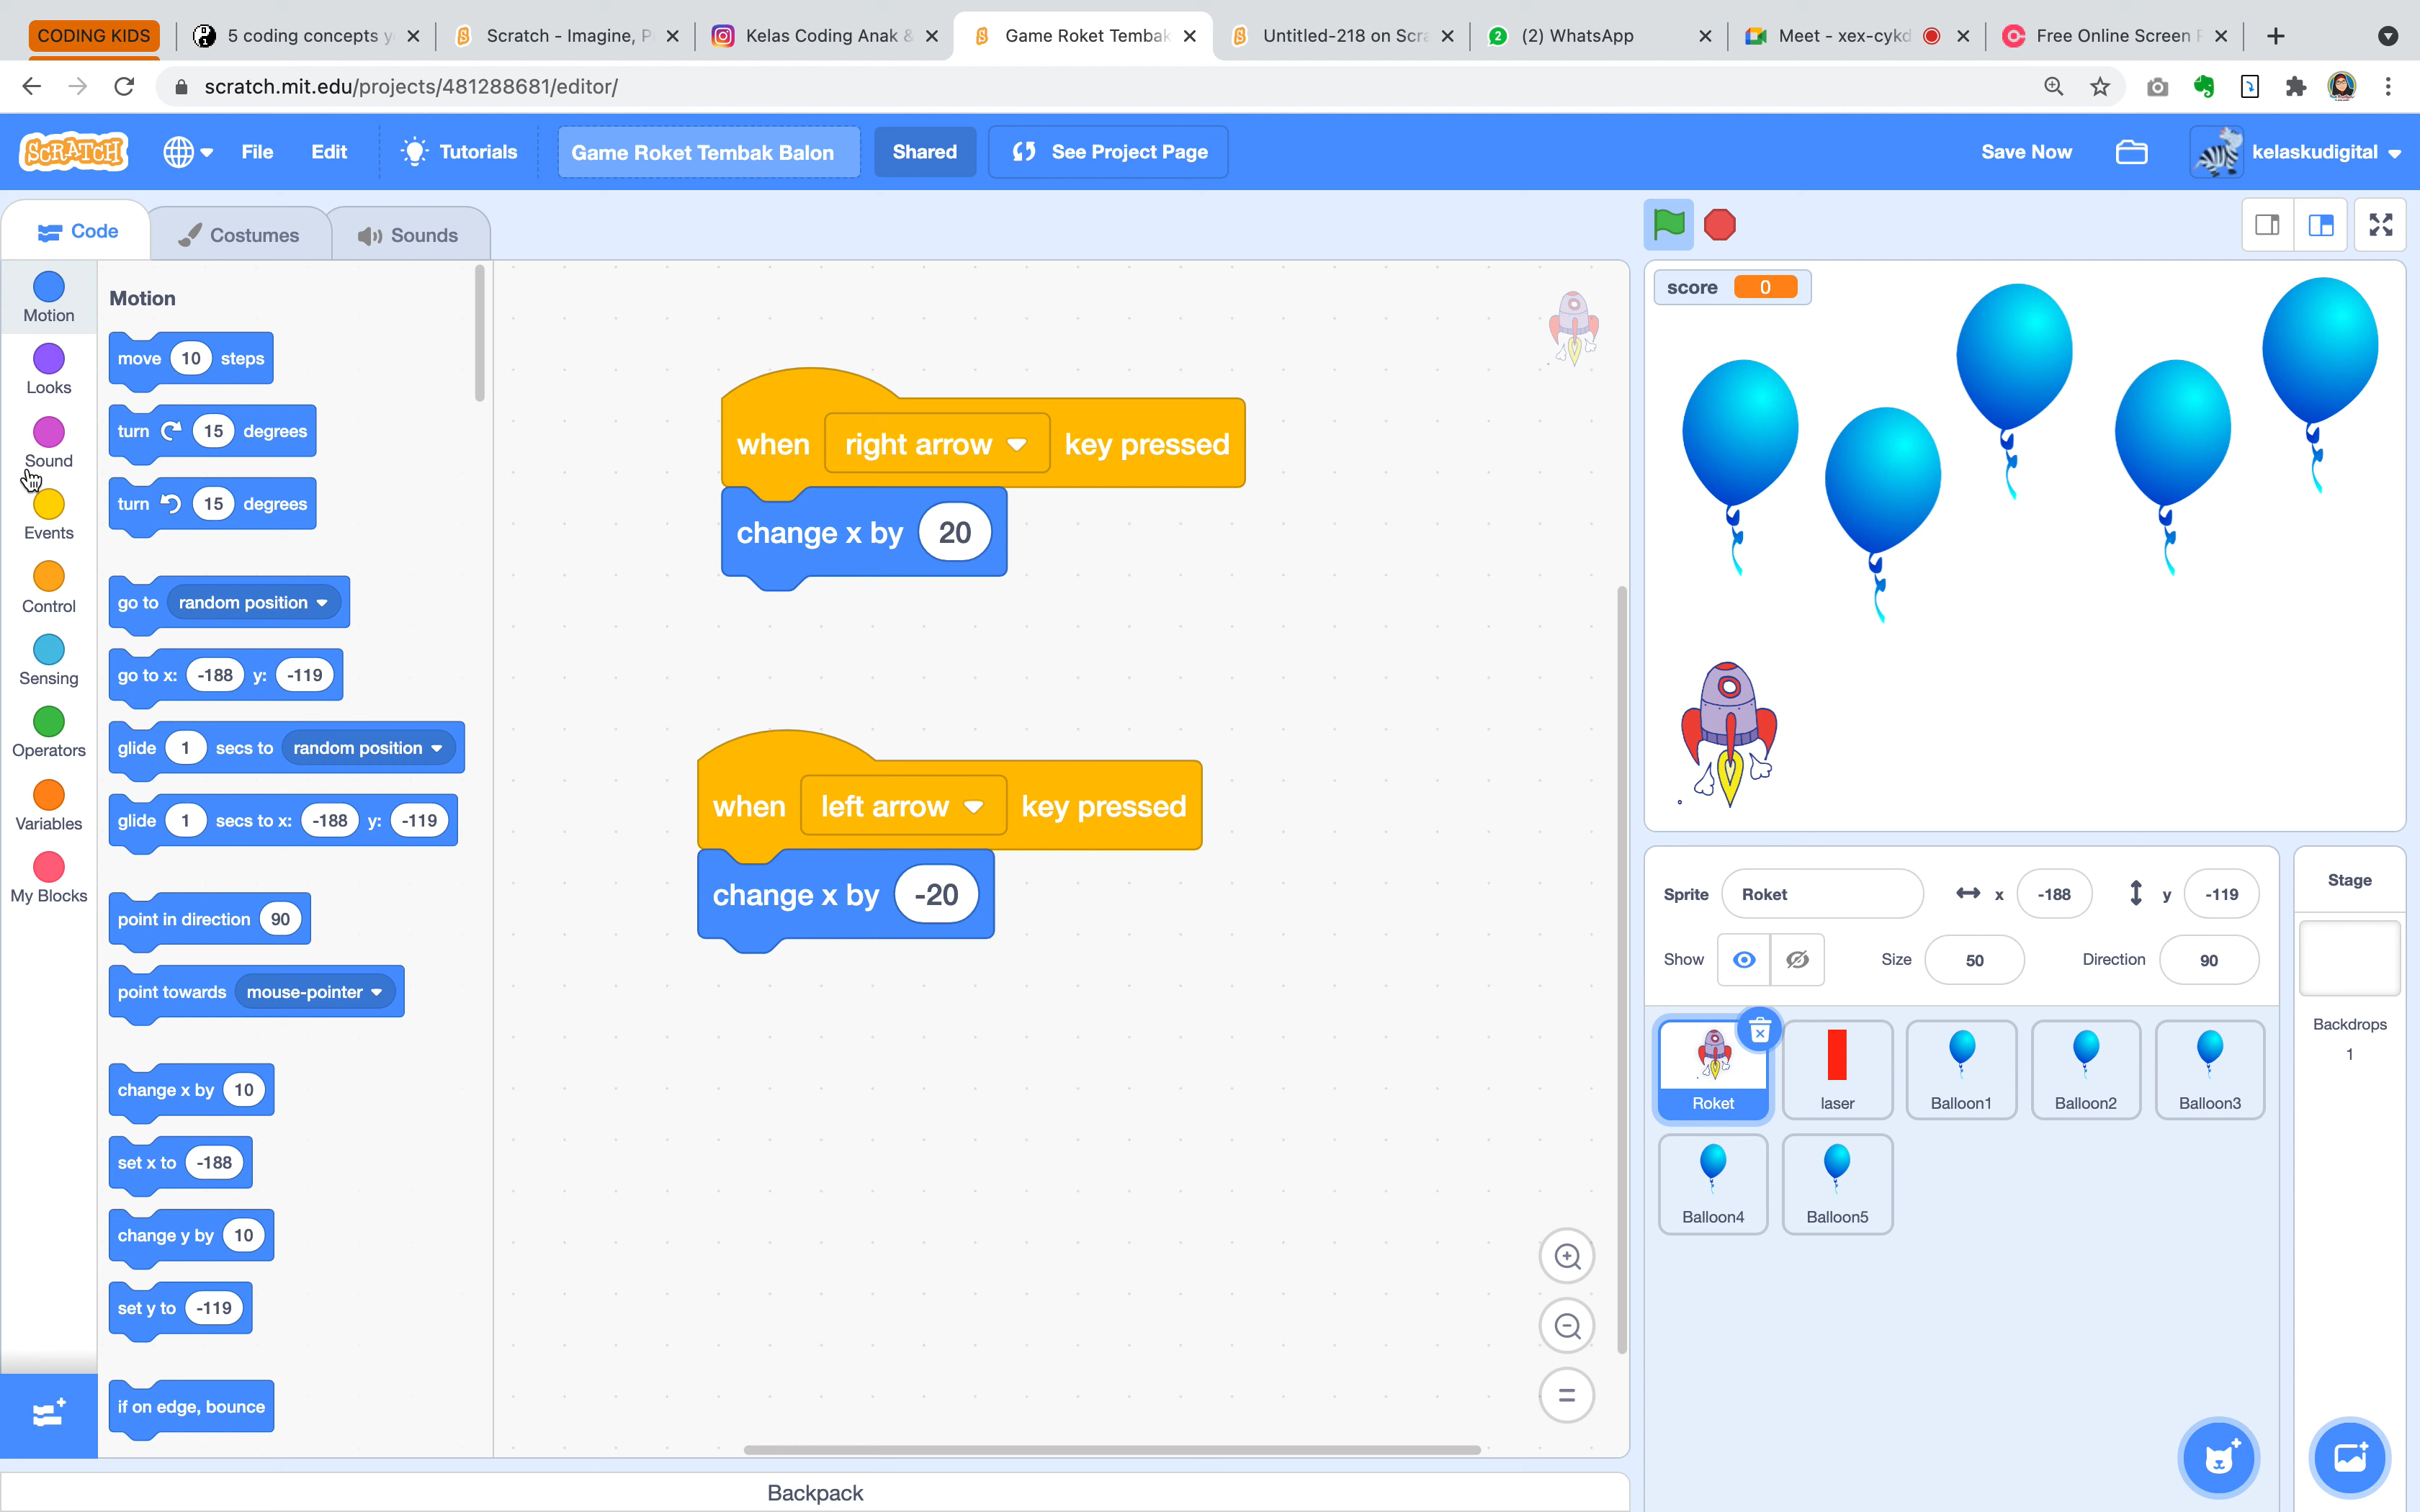 CODING KIDS
5 coding concepts y
Scratch - Imagine, P
Kelas Coding Anak &
Game Roket Tembak
Untitled-218 on Scra
2
(2) WhatsApp
Meet - xex-cykd
Free Online Screen R
scratch.mit.edu/projects/481288681/editor/
SCRATCH
File
Edit
Tutorials
Game Roket Tembak Balon
Shared
See Project Page
Save Now
kelaskudigital
Code
Costumes
Sounds
Motion
Looks
Sound
Events
Control
Sensing
Operators
Variables
My Blocks
Motion
move 10 steps
turn 15 degrees
turn 15 degrees
go to random position
go to x: -188 y: -119
glide 1 secs to random position
glide 1 secs to x: -188 y: -119
point in direction 90
point towards mouse-pointer
change x by 10
set x to -188
change y by 10
set y to -119
if on edge, bounce
when right arrow key pressed
change x by 20
when left arrow key pressed
change x by -20
Backpack
score 0
Sprite Roket x -188 y -119
Show Size 50 Direction 90
Roket
laser
Balloon1
Balloon2
Balloon3
Balloon4
Balloon5
Stage
Backdrops
1